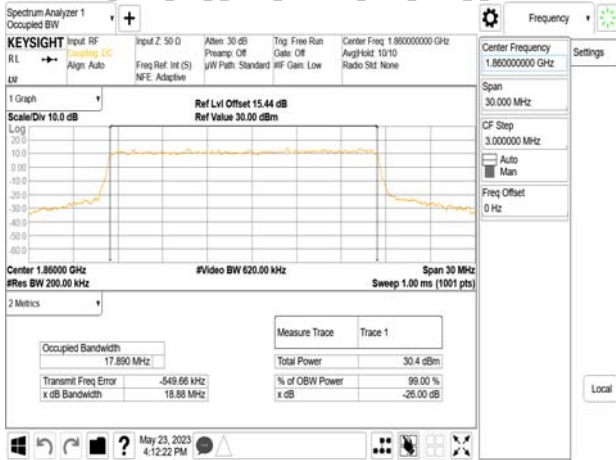 Spectrum Analyzer 1
Occupied BW
+
Frequency
KEYSIGHT
RL
Input: RF
Coupling: DC
Align: Auto
Input Z: 50 Ω
Freq Ref: Int (S)
NFE: Adaptive
Atten: 30 dB
Preamp: Off
µW Path: Standard
Trig: Free Run
Gate: Off
#IF Gain: Low
Center Freq: 1.860000000 GHz
Avg|Hold: 10/10
Radio Std: None
Center Frequency
1.860000000 GHz
Settings
Span
30.000 MHz
CF Step
3.000000 MHz
Auto
Man
Freq Offset
0 Hz
Local
1 Graph
Scale/Div 10.0 dB
Ref Lvl Offset 15.44 dB
Ref Value 30.00 dBm
Log
20.0
10.0
0.00
-10.0
-20.0
-30.0
-40.0
-50.0
-60.0
Center 1.86000 GHz
#Res BW 200.00 kHz
#Video BW 620.00 kHz
Span 30 MHz
Sweep 1.00 ms (1001 pts)
2 Metrics
Occupied Bandwidth
17.890 MHz
Transmit Freq Error -549.66 kHz
x dB Bandwidth 18.88 MHz
Measure Trace Trace 1
Total Power 30.4 dBm
% of OBW Power 99.00 %
x dB -26.00 dB
?
May 23, 2023
4:12:22 PM